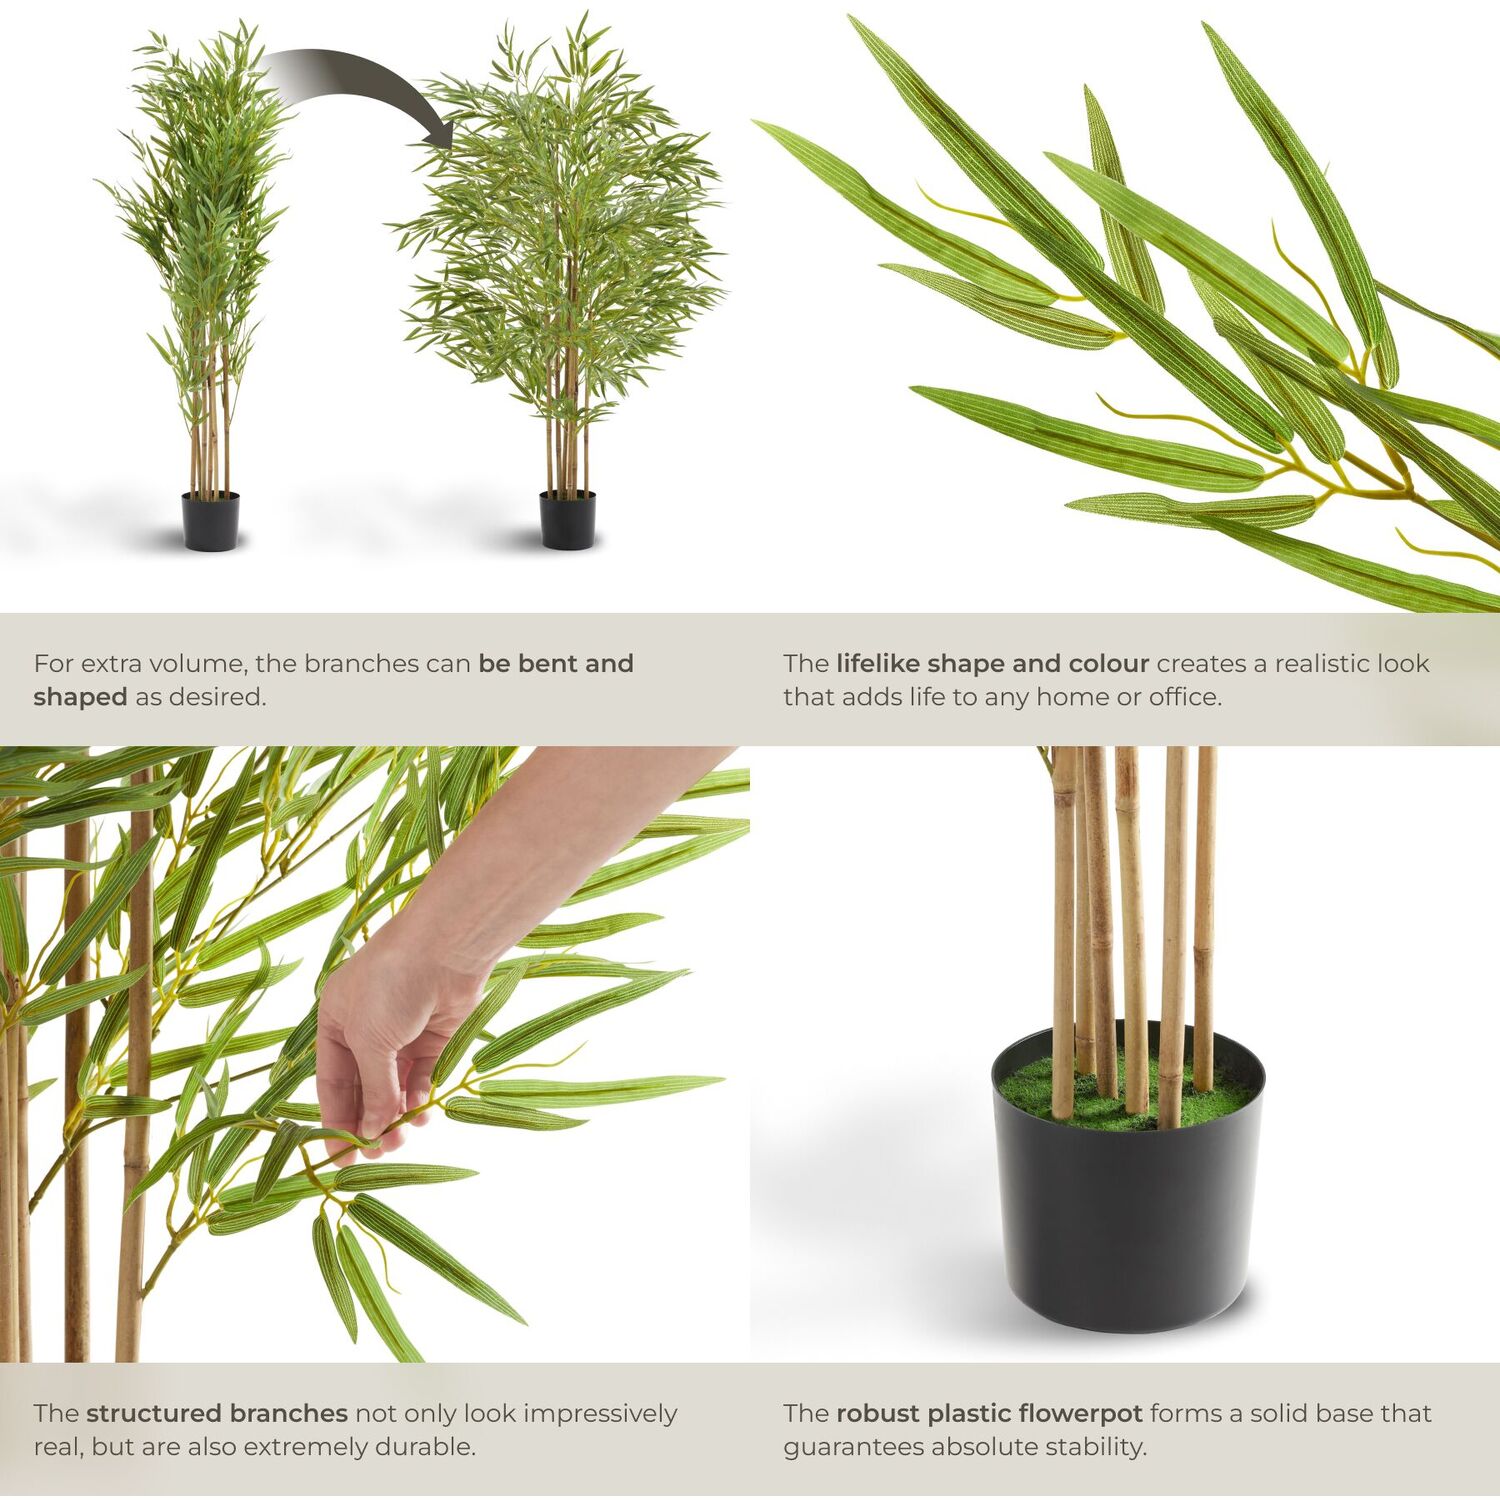 For extra volume, the branches can be bent and
shaped as desired.
The lifelike shape and colour creates a realistic look
that adds life to any home or office.
The structured branches not only look impressively
real, but are also extremely durable.
The robust plastic flowerpot forms a solid base that
guarantees absolute stability.